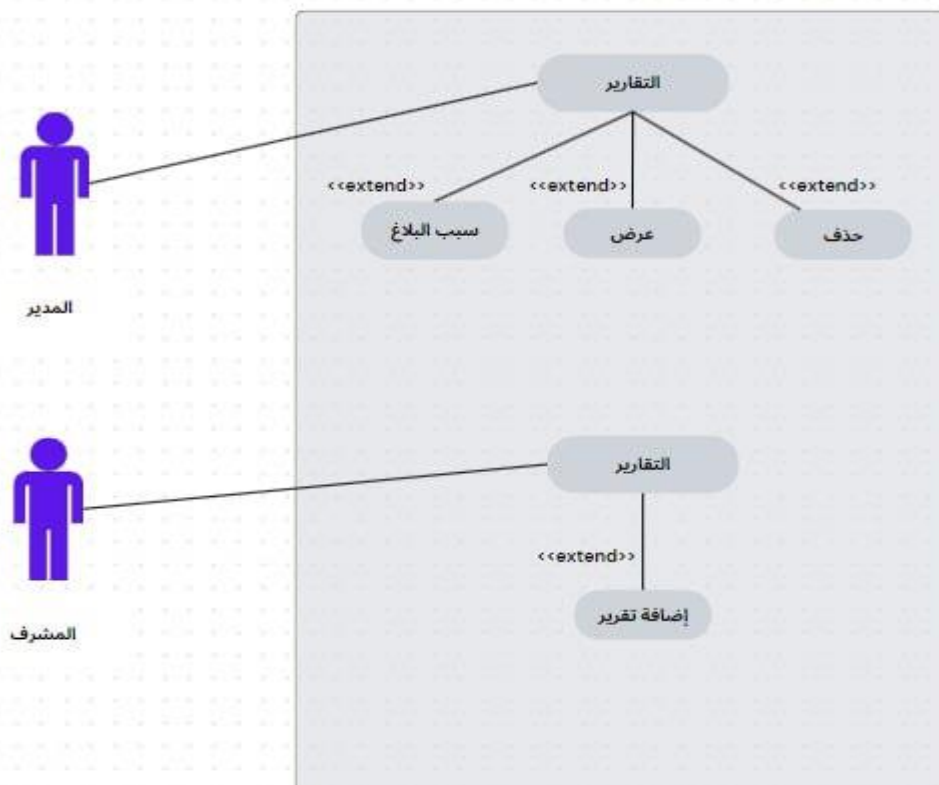 التقارير
<<extend>>
<<extend>>
<<extend>>
سبب البلاغ
عرض
حذف
المدير
التقارير
<<extend>>
إضافة تقرير
المشرف